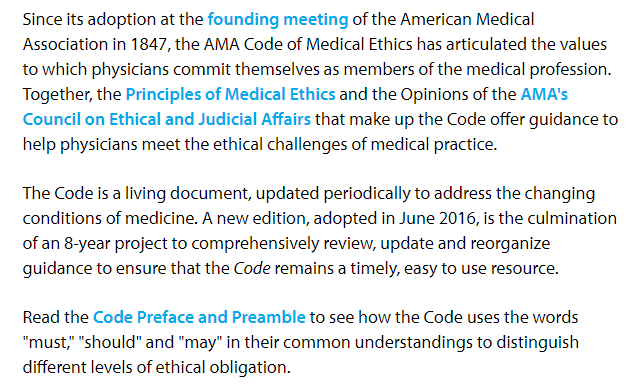 Since its adoption at the founding meeting of the American Medical
Association in 1847, the AMA Code of Medical Ethics has articulated the values
to which physicians commit themselves as members of the medical profession.
Together, the Principles of Medical Ethics and the Opinions of the AMA's
Council on Ethical and Judicial Affairs that make up the Code offer guidance to
help physicians meet the ethical challenges of medical practice.
The Code is a living document, updated periodically to address the changing
conditions of medicine. A new edition, adopted in June 2016, is the culmination
of an 8-year project to comprehensively review, update and reorganize
guidance to ensure that the Code remains a timely, easy to use resource.
Read the Code Preface and Preamble to see how the Code uses the words
"must," "should" and "may" in their common understandings to distinguish
different levels of ethical obligation.